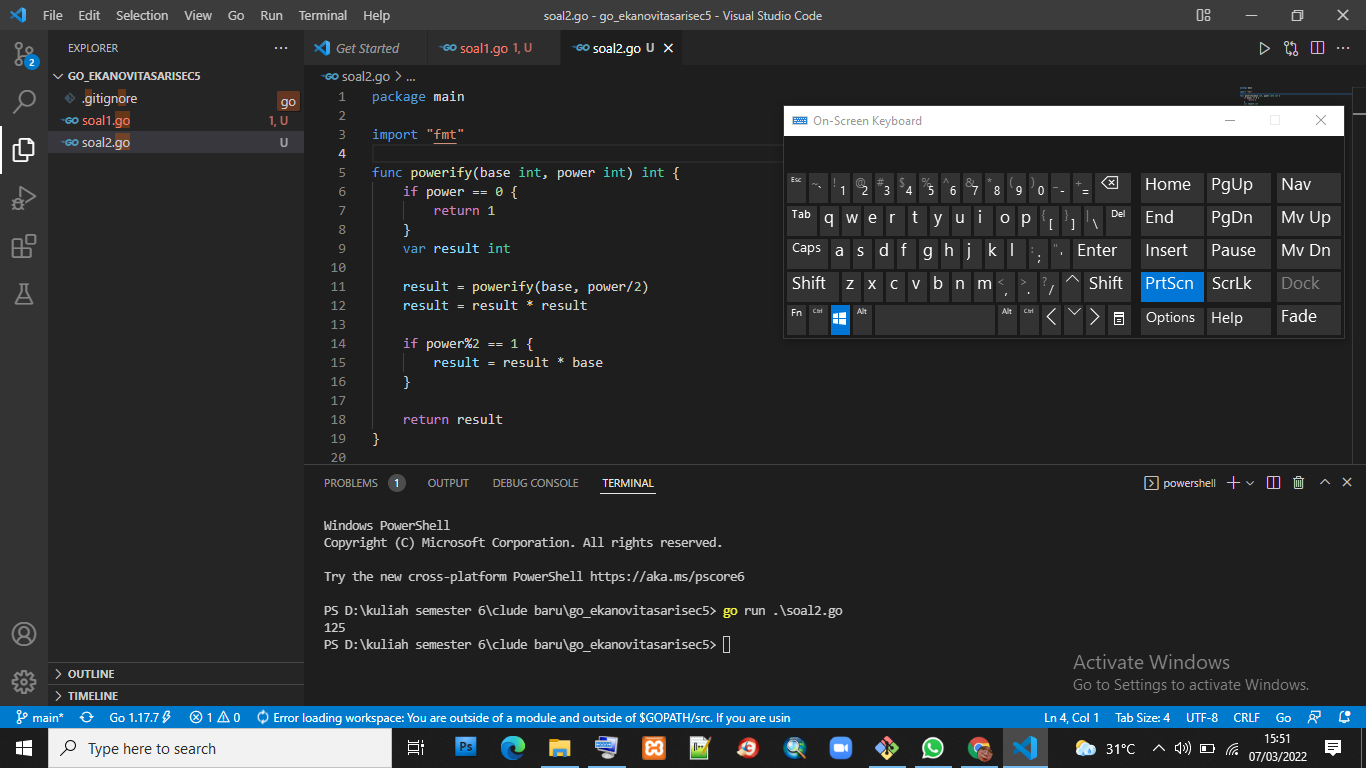 File Edit Selection View Go Run Terminal Help
soal2.go - go_ekanovitasarisec5 - Visual Studio Code
2
EXPLORER
GO_EKANOVITASARISEC5
.gitignore
go
soal1.go 1, U
soal2.go U
OUTLINE
TIMELINE
Get Started
GO soal1.go 1, U
GO soal2.go U
GO soal2.go > ...
1 package main
2
3 import "fmt"
4
5 func powerify(base int, power int) int {
6 if power == 0 {
7 return 1
8 }
9 var result int
10
11 result = powerify(base, power/2)
12 result = result * result
13
14 if power%2 == 1 {
15 result = result * base
16 }
17
18 return result
19 }
20
On-Screen Keyboard
Esc ~ ` ! 1 @ 2 # 3 $ 4 % 5 ^ 6 & 7 * 8 ( 9 ) 0 _ - + = Home PgUp Nav
Tab q w e r t y u i o p { [ } ] | \ Del End PgDn Mv Up
Caps a s d f g h j k l : ; " ' Enter Insert Pause Mv Dn
Shift z x c v b n m < , > . ? / ^ Shift PrtScn ScrLk Dock
Fn Ctrl Alt Alt Ctrl Options Help Fade
PROBLEMS 1 OUTPUT DEBUG CONSOLE TERMINAL
powershell
Windows PowerShell
Copyright (C) Microsoft Corporation. All rights reserved.
Try the new cross-platform PowerShell https://aka.ms/pscore6
PS D:\kuliah semester 6\clude baru\go_ekanovitasarisec5> go run .\soal2.go
125
PS D:\kuliah semester 6\clude baru\go_ekanovitasarisec5>
Activate Windows
Go to Settings to activate Windows.
main* Go 1.17.7 1 0 Error loading workspace: You are outside of a module and outside of $GOPATH/src. If you are usin
Ln 4, Col 1 Tab Size: 4 UTF-8 CRLF Go
Type here to search
Ps
31°C
15:51
07/03/2022